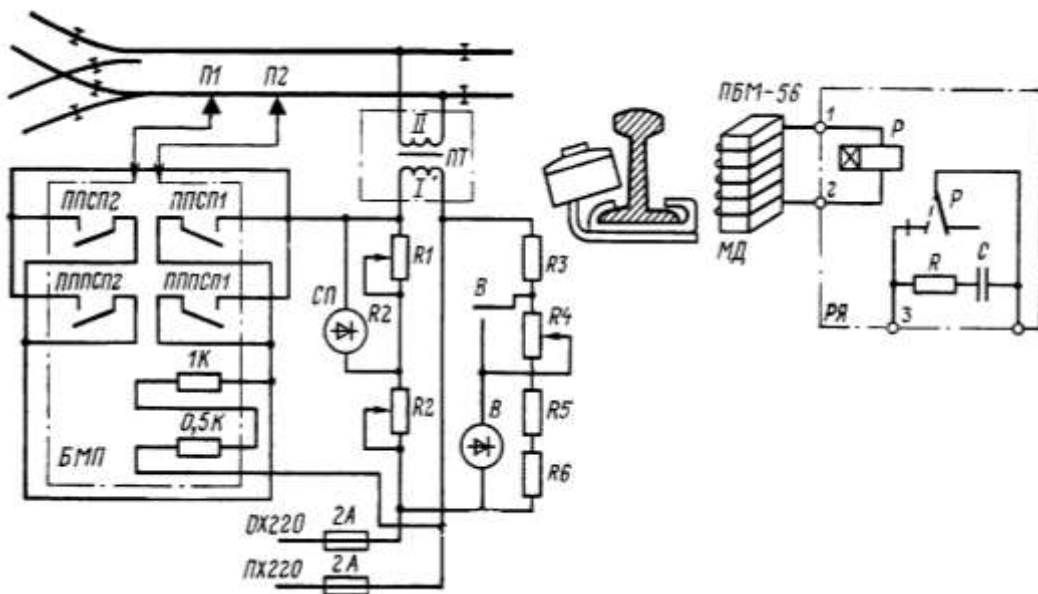 П1
П2
II
ПТ
I
ППСП2
ППСП1
ПППСП2
ПППСП1
1К
0,5К
БМП
R1
СП
R2
R2
R3
В
R4
В
R5
R6
ОХ220
2А
ПХ220
2А
ПБМ-56
МД
1
2
Р
Р
R
С
РЯ
3